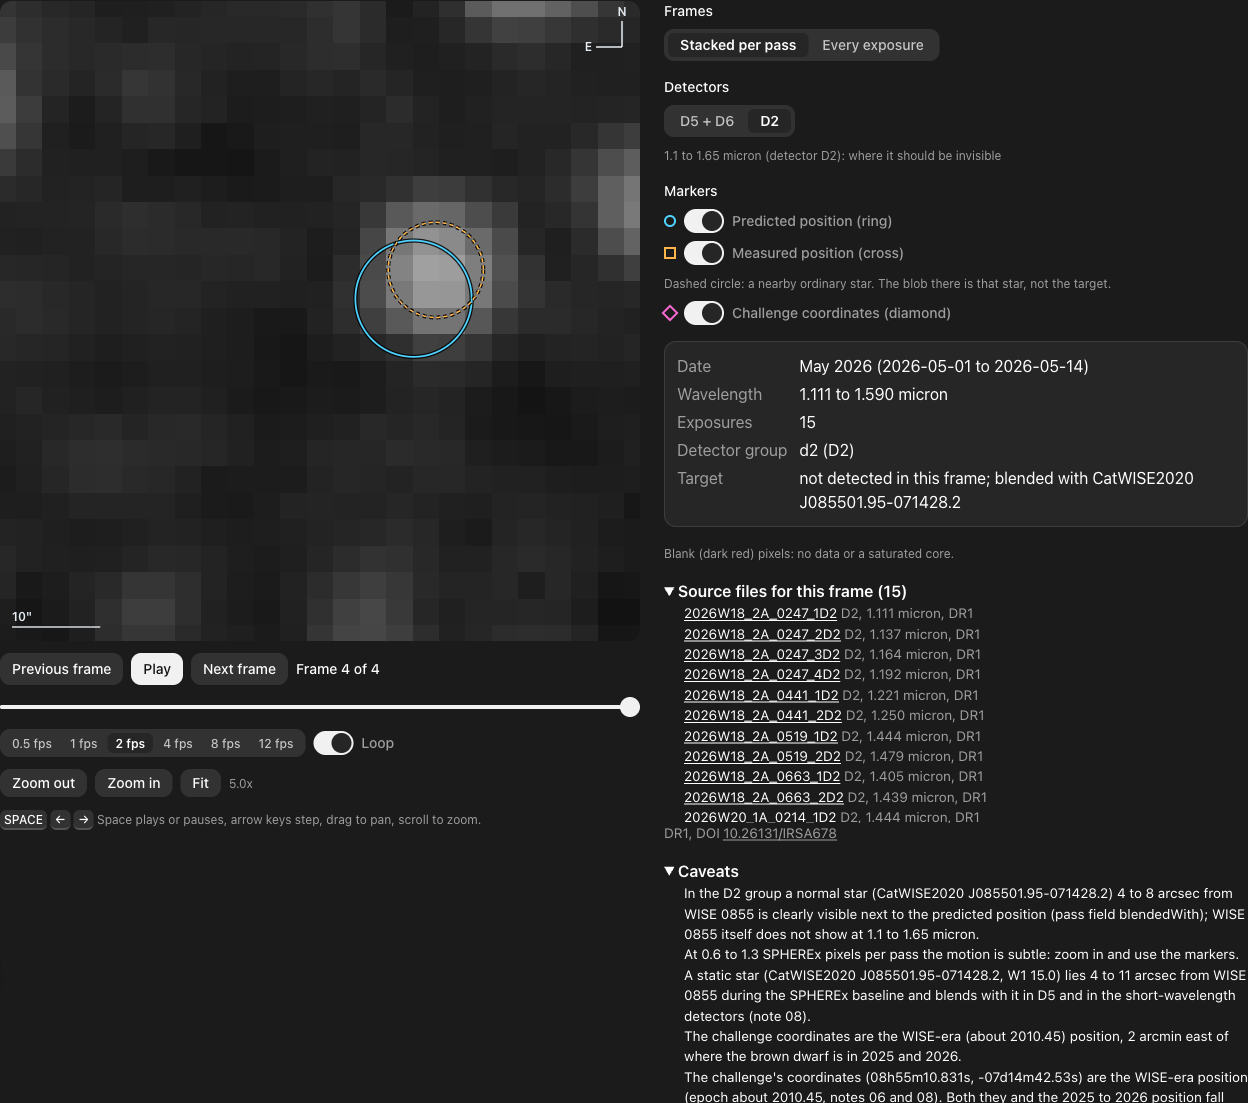 N
E
10"
Previous frame
Play
Next frame
Frame 4 of 4
0.5 fps
1 fps
2 fps
4 fps
8 fps
12 fps
Loop
Zoom out
Zoom in
Fit
5.0x
SPACE ← → Space plays or pauses, arrow keys step, drag to pan, scroll to zoom.
Frames
Stacked per pass
Every exposure
Detectors
D5 + D6
D2
1.1 to 1.65 micron (detector D2): where it should be invisible
Markers
Predicted position (ring)
Measured position (cross)
Dashed circle: a nearby ordinary star. The blob there is that star, not the target.
Challenge coordinates (diamond)
Date May 2026 (2026-05-01 to 2026-05-14)
Wavelength 1.111 to 1.590 micron
Exposures 15
Detector group d2 (D2)
Target not detected in this frame; blended with CatWISE2020
J085501.95-071428.2
Blank (dark red) pixels: no data or a saturated core.
▼ Source files for this frame (15)
2026W18_2A_0247_1D2 D2, 1.111 micron, DR1
2026W18_2A_0247_2D2 D2, 1.137 micron, DR1
2026W18_2A_0247_3D2 D2, 1.164 micron, DR1
2026W18_2A_0247_4D2 D2, 1.192 micron, DR1
2026W18_2A_0441_1D2 D2, 1.221 micron, DR1
2026W18_2A_0441_2D2 D2, 1.250 micron, DR1
2026W18_2A_0519_1D2 D2, 1.444 micron, DR1
2026W18_2A_0519_2D2 D2, 1.479 micron, DR1
2026W18_2A_0663_1D2 D2, 1.405 micron, DR1
2026W18_2A_0663_2D2 D2, 1.439 micron, DR1
2026W20_1A_0214_1D2 D2, 1.444 micron, DR1
DR1, DOI 10.26131/IRSA678
▼ Caveats
In the D2 group a normal star (CatWISE2020 J085501.95-071428.2) 4 to 8 arcsec from
WISE 0855 is clearly visible next to the predicted position (pass field blendedWith); WISE
0855 itself does not show at 1.1 to 1.65 micron.
At 0.6 to 1.3 SPHEREx pixels per pass the motion is subtle: zoom in and use the markers.
A static star (CatWISE2020 J085501.95-071428.2, W1 15.0) lies 4 to 11 arcsec from WISE
0855 during the SPHEREx baseline and blends with it in D5 and in the short-wavelength
detectors (note 08).
The challenge coordinates are the WISE-era (about 2010.45) position, 2 arcmin east of
where the brown dwarf is in 2025 and 2026.
The challenge's coordinates (08h55m10.831s, -07d14m42.53s) are the WISE-era position
(epoch about 2010.45, notes 06 and 08). Both they and the 2025 to 2026 position fall